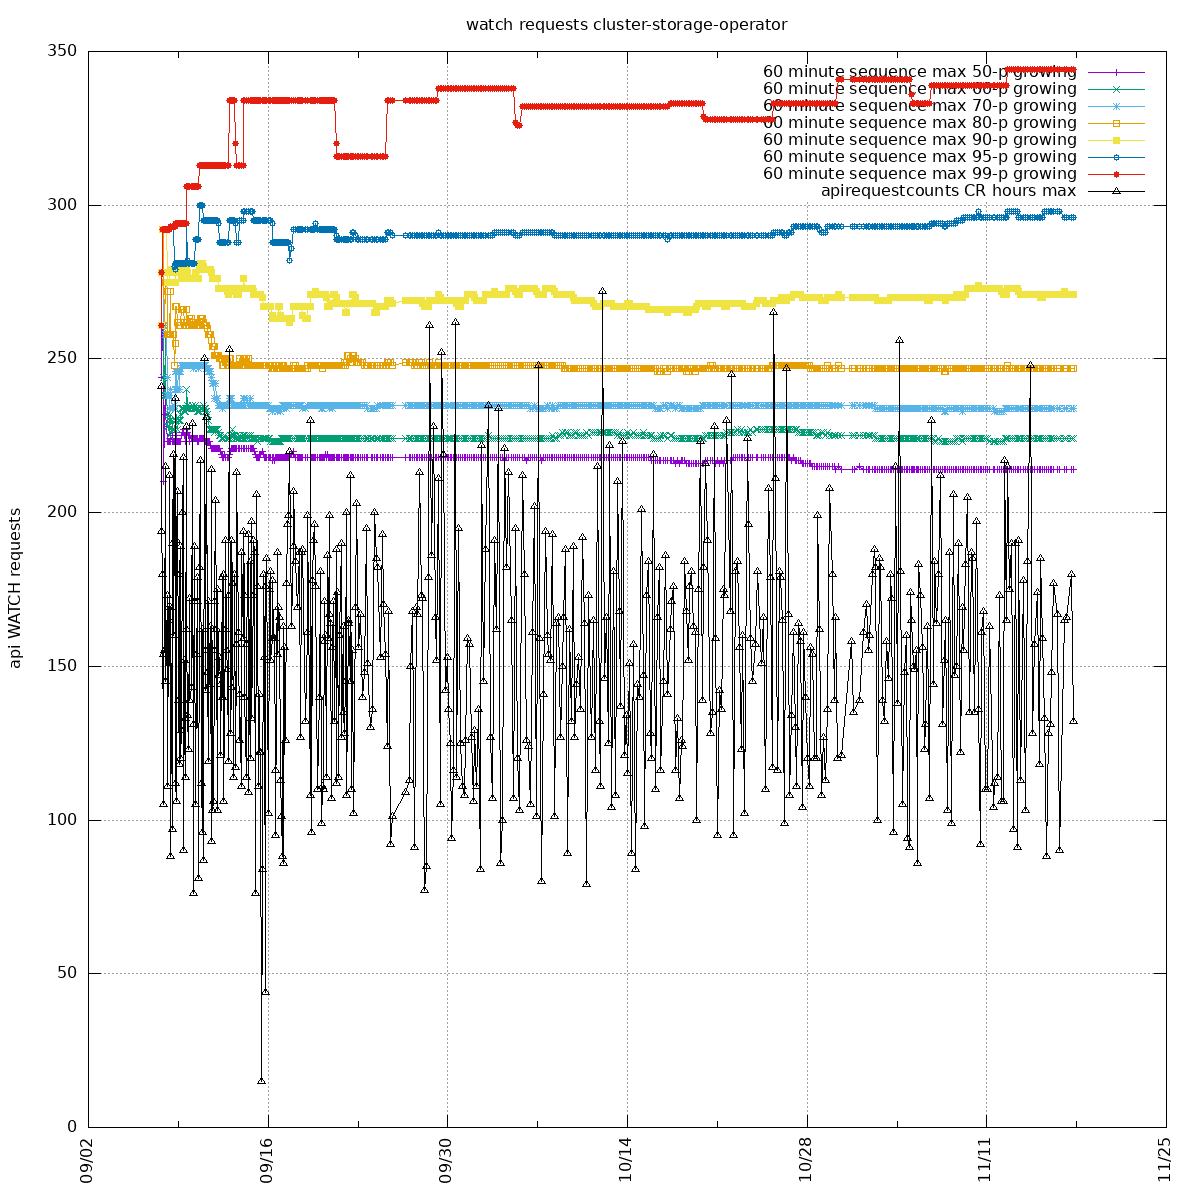 watch requests cluster-storage-operator
350
300
250
200
150
100
50
0
api WATCH requests
60 minute sequence max 50-p growing
60 minute sequence max 60-p growing
60 minute sequence max 70-p growing
60 minute sequence max 80-p growing
60 minute sequence max 90-p growing
60 minute sequence max 95-p growing
60 minute sequence max 99-p growing
apirequestcounts CR hours max
09/02
09/16
09/30
10/14
10/28
11/11
11/25